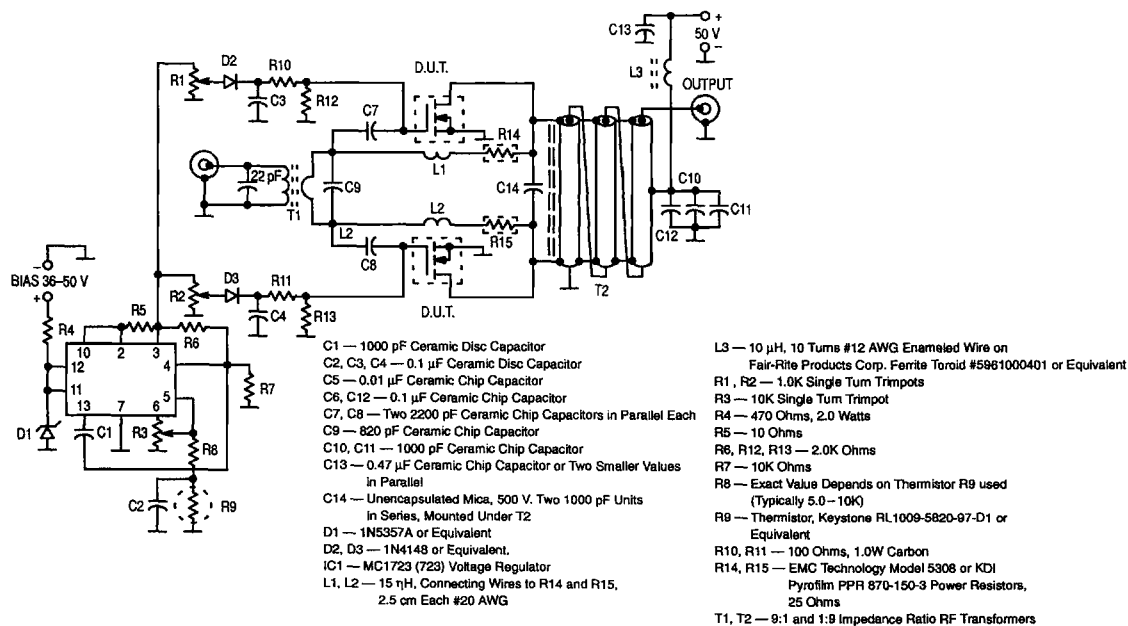 C13
+
50 V
–
L3
OUTPUT
D2
R1
R10
C3
R12
D.U.T.
C7
22 pF
T1
C9
L1
R14
C14
L2
L2
R15
C8
D.U.T.
T2
C10
C11
C12
–
BIAS 36–50 V
+
D3
R2
R11
C4
R13
R4
R5
R6
10
2
3
12
4
11
5
13
7
6
R7
D1
C1
R3
R8
C2
R9
C1 — 1000 pF Ceramic Disc Capacitor
C2, C3, C4 — 0.1 µF Ceramic Disc Capacitor
C5 — 0.01 µF Ceramic Chip Capacitor
C6, C12 — 0.1 µF Ceramic Chip Capacitor
C7, C8 — Two 2200 pF Ceramic Chip Capacitors in Parallel Each
C9 — 820 pF Ceramic Chip Capacitor
C10, C11 — 1000 pF Ceramic Chip Capacitor
C13 — 0.47 µF Ceramic Chip Capacitor or Two Smaller Values
in Parallel
C14 — Unencapsulated Mica, 500 V. Two 1000 pF Units
in Series, Mounted Under T2
D1 — 1N5357A or Equivalent
D2, D3 — 1N4148 or Equivalent.
IC1 — MC1723 (723) Voltage Regulator
L1, L2 — 15 ηH, Connecting Wires to R14 and R15,
2.5 cm Each #20 AWG
L3 — 10 µH, 10 Turns #12 AWG Enameled Wire on
Fair-Rite Products Corp. Ferrite Toroid #5961000401 or Equivalent
R1, R2 — 1.0K Single Turn Trimpots
R3 — 10K Single Turn Trimpot
R4 — 470 Ohms, 2.0 Watts
R5 — 10 Ohms
R6, R12, R13 — 2.0K Ohms
R7 — 10K Ohms
R8 — Exact Value Depends on Thermistor R9 used
(Typically 5.0 – 10K)
R9 — Thermistor, Keystone RL1009-5820-97-D1 or
Equivalent
R10, R11 — 100 Ohms, 1.0W Carbon
R14, R15 — EMC Technology Model 5308 or KDI
Pyrofilm PPR 870-150-3 Power Resistors,
25 Ohms
T1, T2 — 9:1 and 1:9 Impedance Ratio RF Transformers